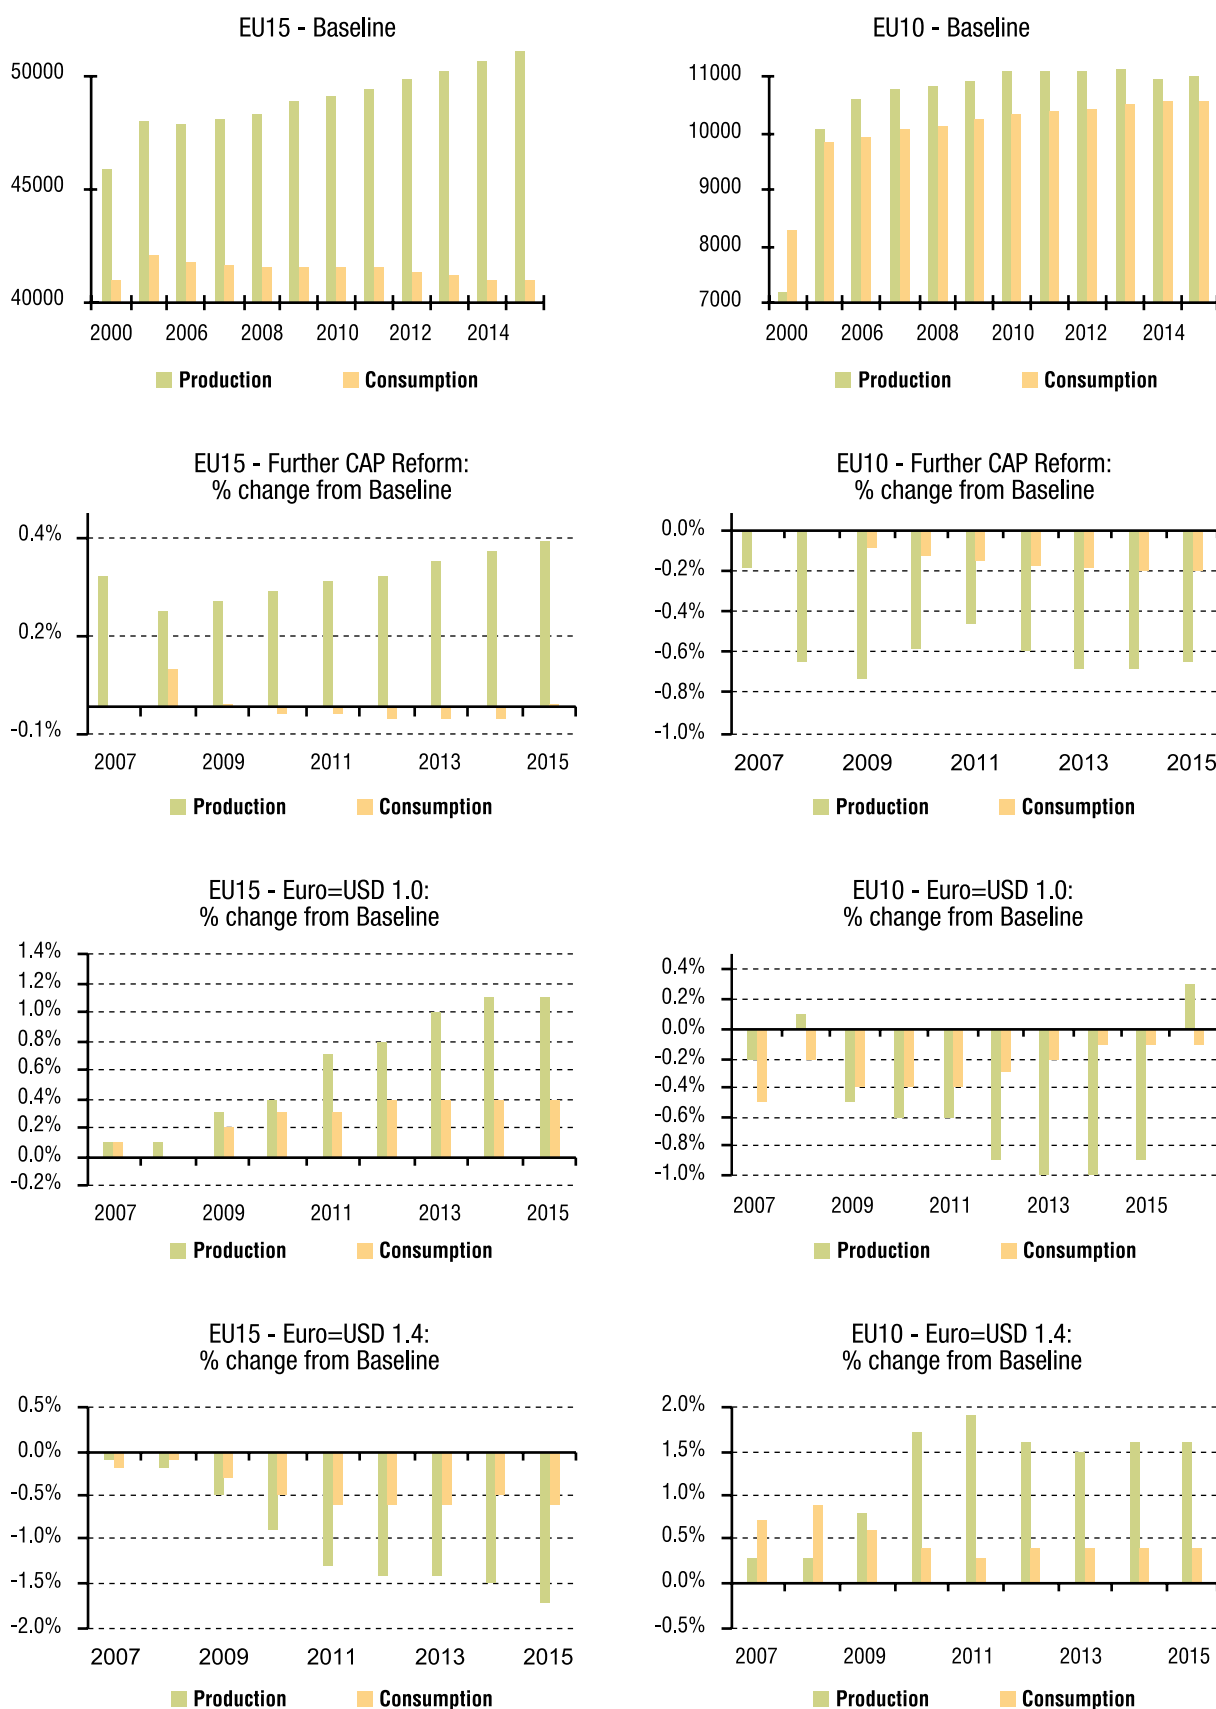 EU15 - Baseline
50000
45000
40000
2000 2006 2008 2010 2012 2014
Production Consumption
EU10 - Baseline
11000
10000
9000
8000
7000
2000 2006 2008 2010 2012 2014
Production Consumption
EU15 - Further CAP Reform:
% change from Baseline
0.4%
0.2%
-0.1%
2007 2009 2011 2013 2015
Production Consumption
EU10 - Further CAP Reform:
% change from Baseline
0.0%
-0.2%
-0.4%
-0.6%
-0.8%
-1.0%
2007 2009 2011 2013 2015
Production Consumption
EU15 - Euro=USD 1.0:
% change from Baseline
1.4%
1.2%
1.0%
0.8%
0.6%
0.4%
0.2%
0.0%
-0.2%
2007 2009 2011 2013 2015
Production Consumption
EU10 - Euro=USD 1.0:
% change from Baseline
0.4%
0.2%
0.0%
-0.2%
-0.4%
-0.6%
-0.8%
-1.0%
2007 2009 2011 2013 2015
Production Consumption
EU15 - Euro=USD 1.4:
% change from Baseline
0.5%
0.0%
-0.5%
-1.0%
-1.5%
-2.0%
2007 2009 2011 2013 2015
Production Consumption
EU10 - Euro=USD 1.4:
% change from Baseline
2.0%
1.5%
1.0%
0.5%
0.0%
-0.5%
2007 2009 2011 2013 2015
Production Consumption